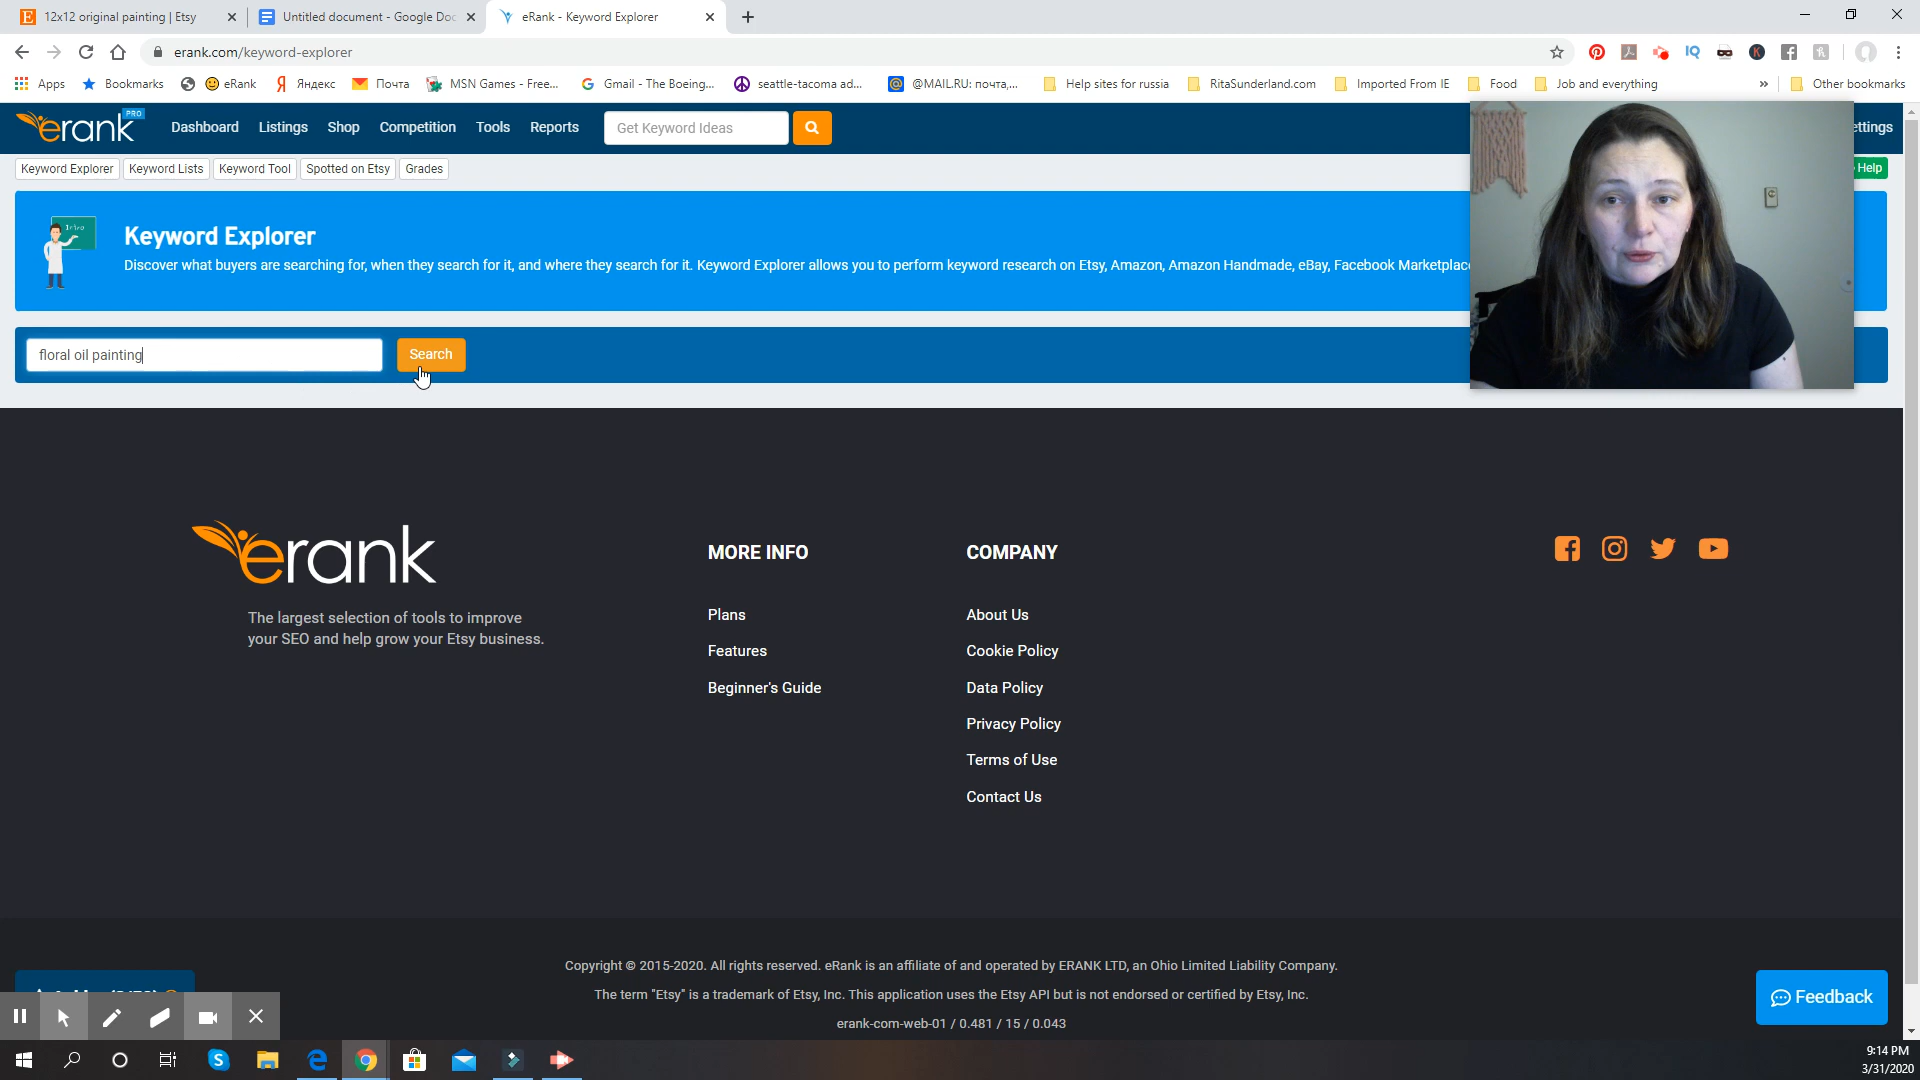 12x12 original painting | Etsy
Untitled document - Google Doc
eRank - Keyword Explorer
erank.com/keyword-explorer
Apps
Bookmarks
eRank
Яндекс
Почта
MSN Games - Free...
Gmail - The Boeing...
seattle-tacoma ad...
@MAIL.RU: почта,...
Help sites for russia
RitaSunderland.com
Imported From IE
Food
Job and everything
»
Other bookmarks
erank PRO
Dashboard
Listings
Shop
Competition
Tools
Reports
Get Keyword Ideas
ettings
Keyword Explorer
Keyword Lists
Keyword Tool
Spotted on Etsy
Grades
Help
Keyword Explorer
Discover what buyers are searching for, when they search for it, and where they search for it. Keyword Explorer allows you to perform keyword research on Etsy, Amazon, Amazon Handmade, eBay, Facebook Marketplac
floral oil painting
Search
erank
The largest selection of tools to improve
your SEO and help grow your Etsy business.
MORE INFO
Plans
Features
Beginner's Guide
COMPANY
About Us
Cookie Policy
Data Policy
Privacy Policy
Terms of Use
Contact Us
Copyright © 2015-2020. All rights reserved. eRank is an affiliate of and operated by ERANK LTD, an Ohio Limited Liability Company.
The term "Etsy" is a trademark of Etsy, Inc. This application uses the Etsy API but is not endorsed or certified by Etsy, Inc.
erank-com-web-01 / 0.481 / 15 / 0.043
Feedback
9:14 PM
3/31/2020